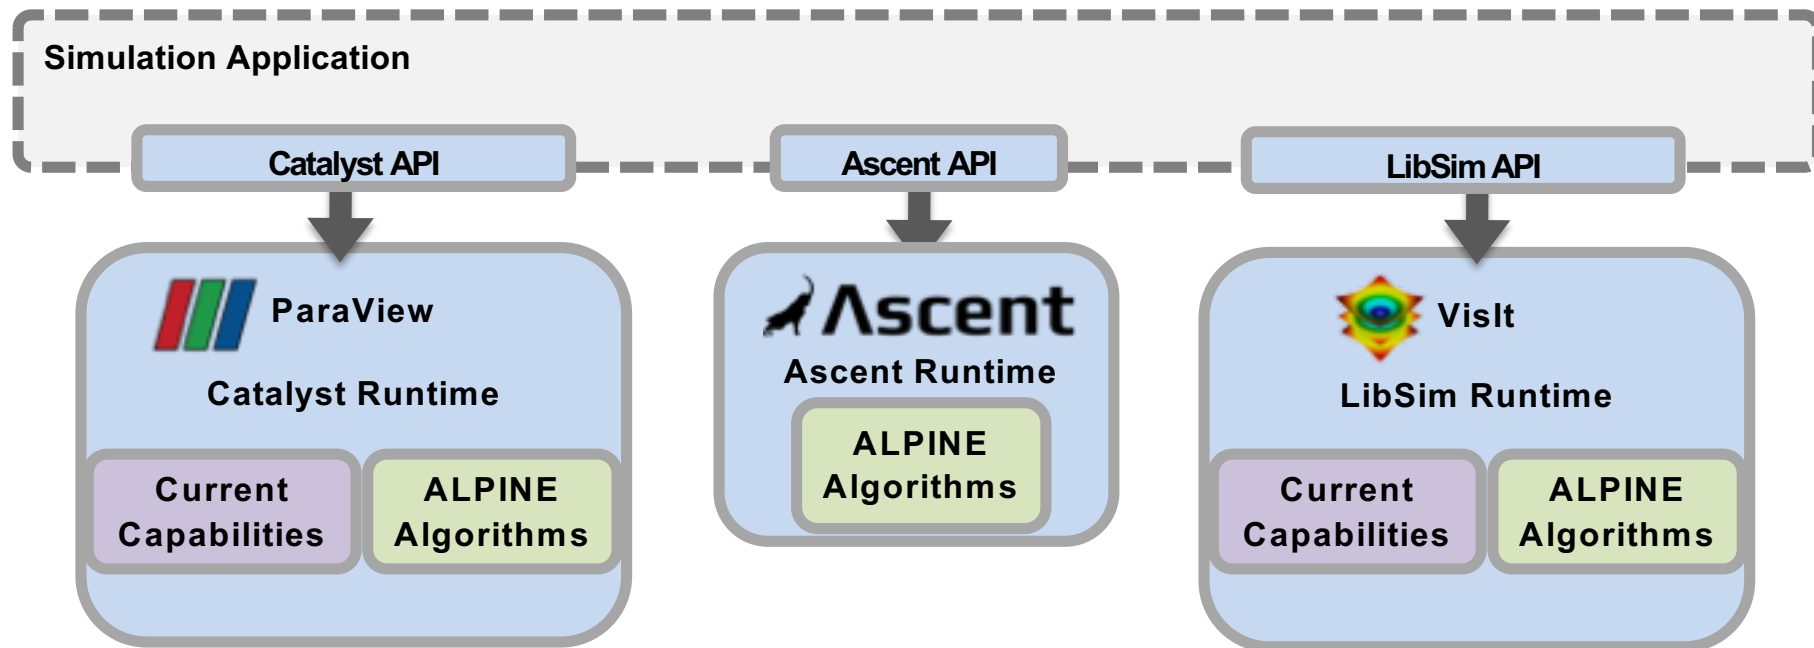 Simulation Application
Catalyst API
Ascent API
LibSim API
ParaView
Catalyst Runtime
Current
Capabilities
ALPINE
Algorithms
Ascent
Ascent Runtime
ALPINE
Algorithms
VisIt
LibSim Runtime
Current
Capabilities
ALPINE
Algorithms